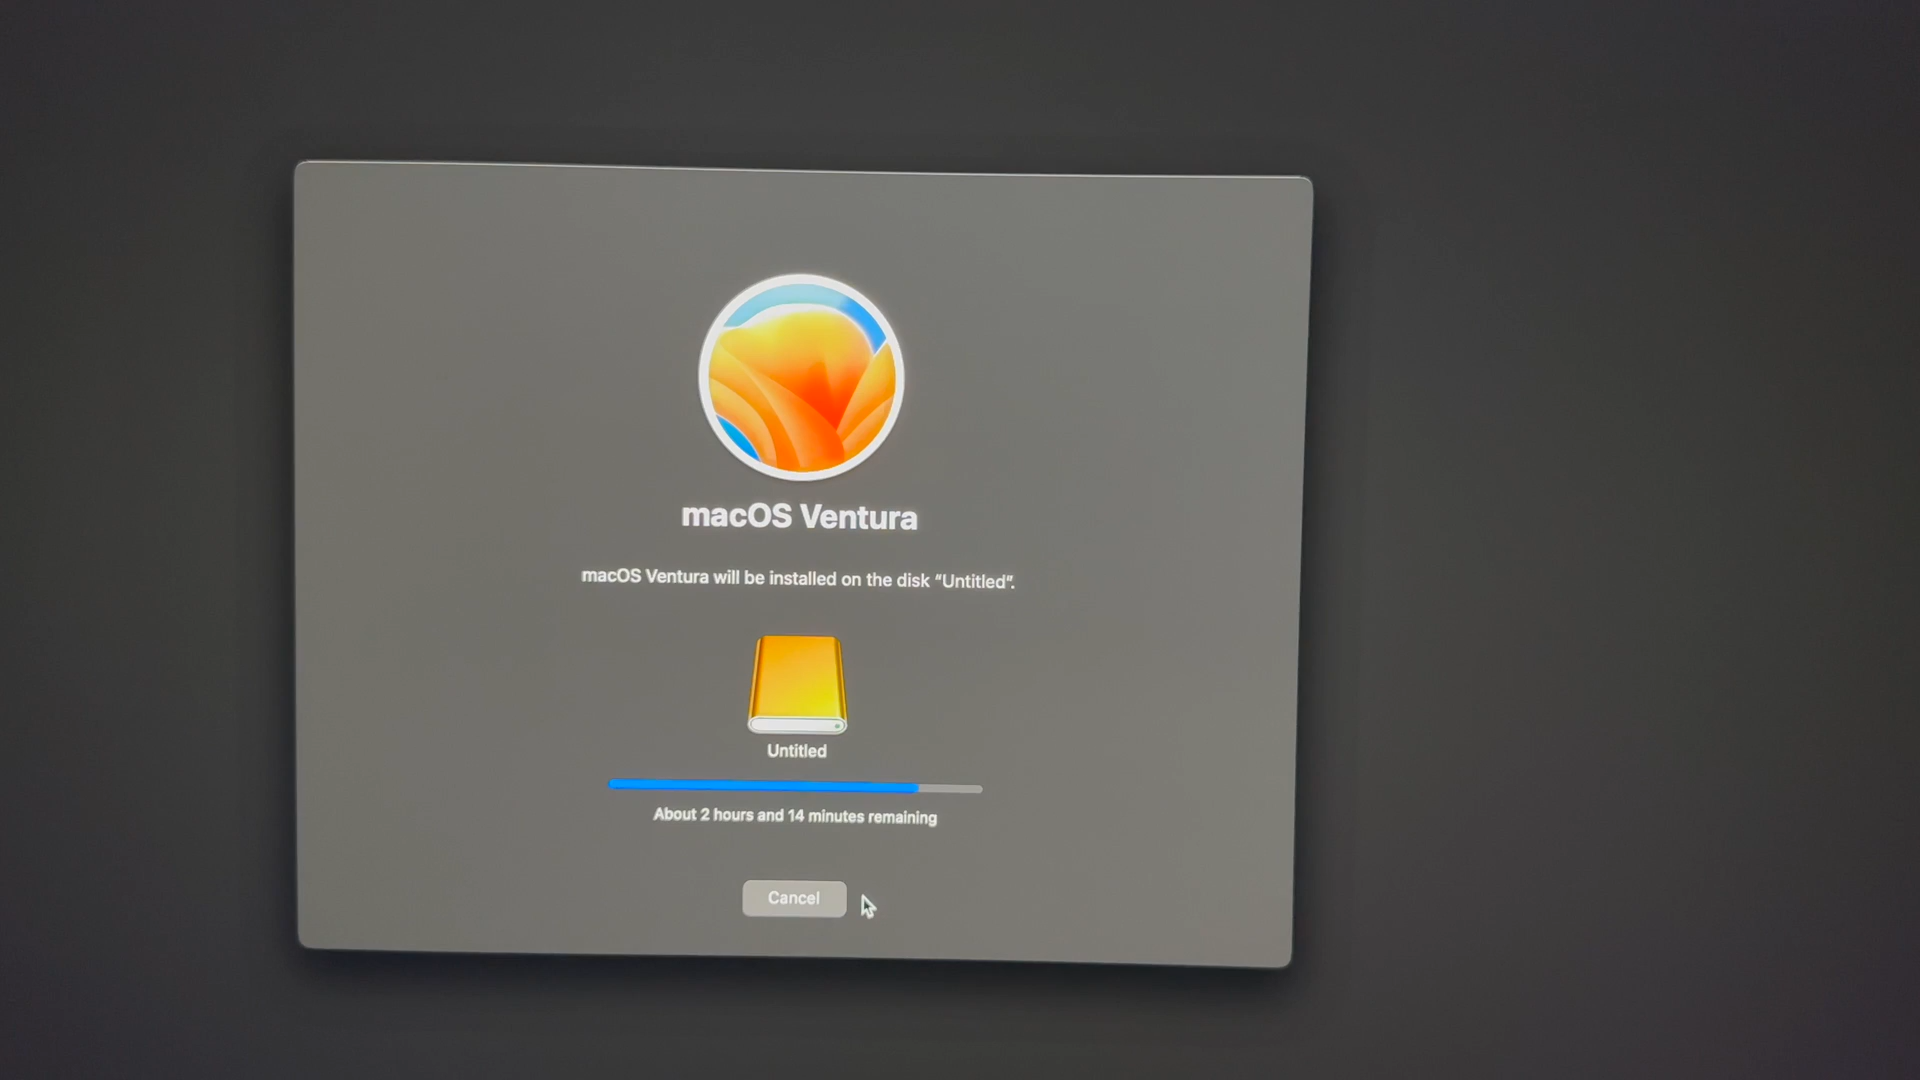 macOS Ventura
macOS Ventura will be installed on the disk “Untitled”.
Untitled
About 2 hours and 14 minutes remaining
Cancel